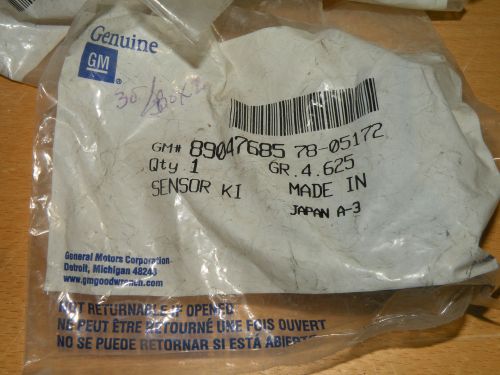 Genuine
GM
30/Box
GM# 89047685 78-05172
Qty 1 GR.4.625
SENSOR KI MADE IN
JAPAN A-3
General Motors Corporation
Detroit, Michigan 48243
www.gmgoodwrench.com
NOT RETURNABLE IF OPENED
NE PEUT ÊTRE RETOURNÉ UNE FOIS OUVERT
NO SE PUEDE RETORNAR SI ESTÁ ABIERTO